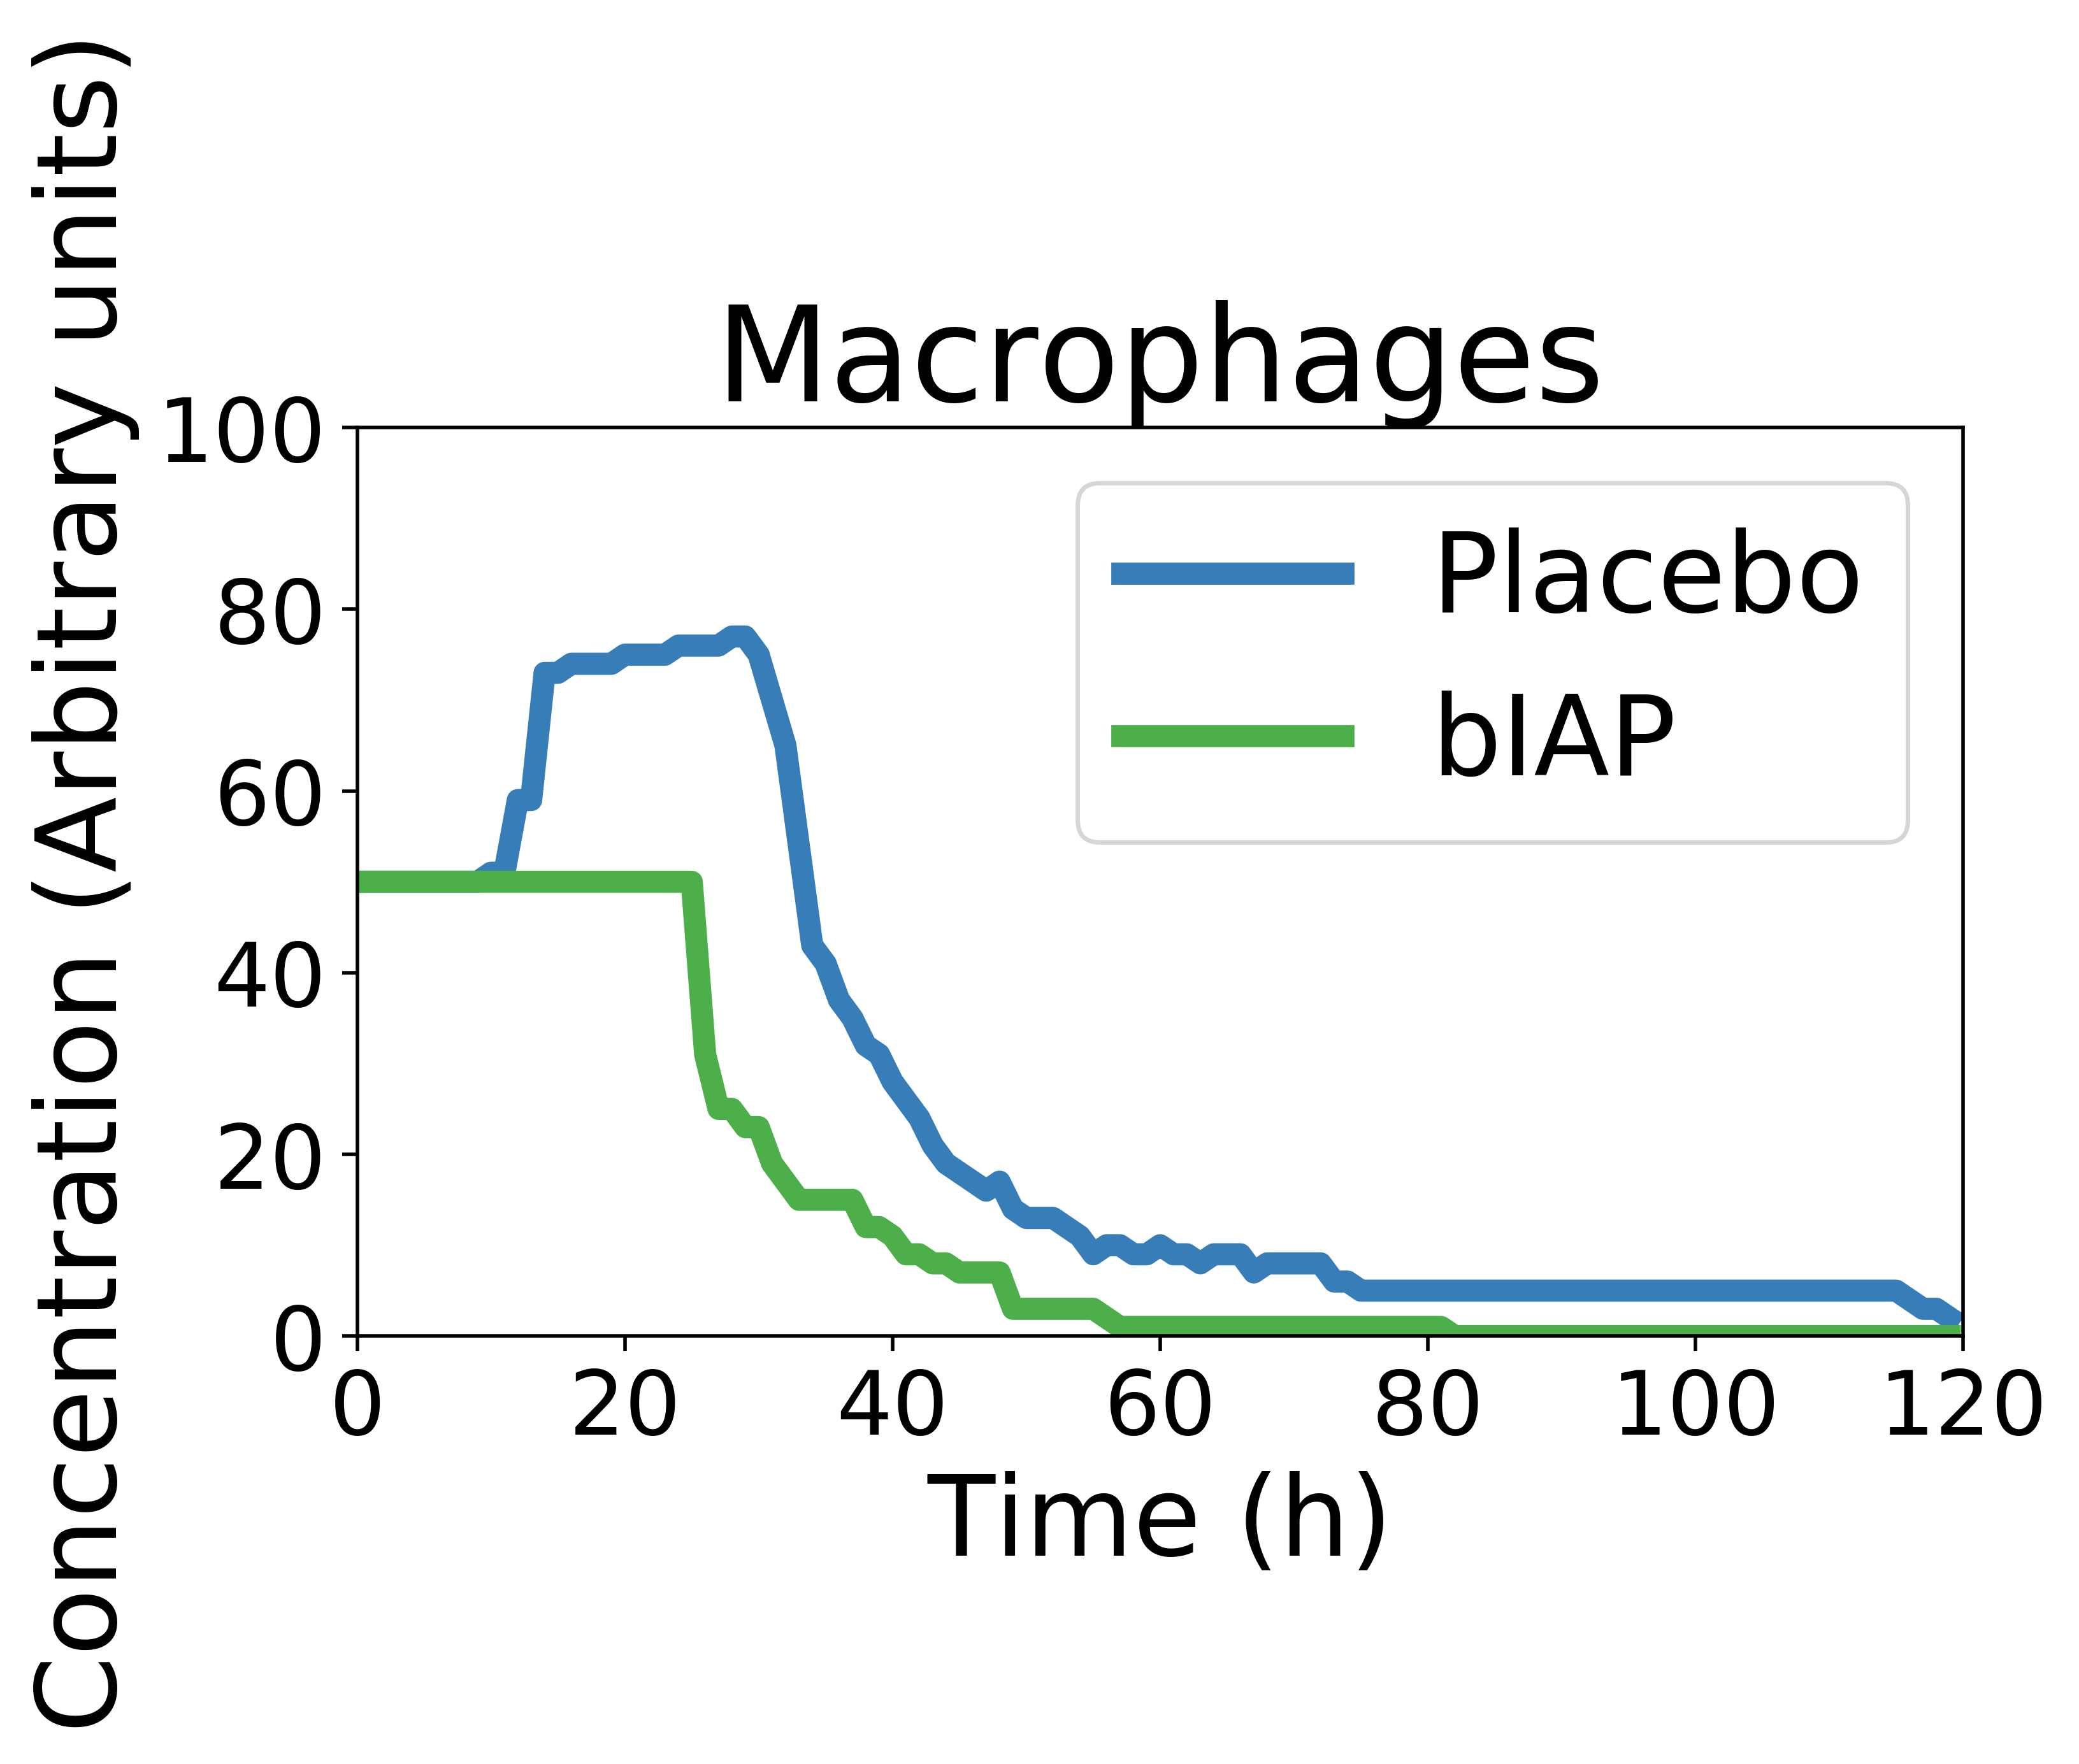 Macrophages
Concentration (Arbitrary units)
100
80
60
40
20
0
Placebo
bIAP
0 20 40 60 80 100 120
Time (h)